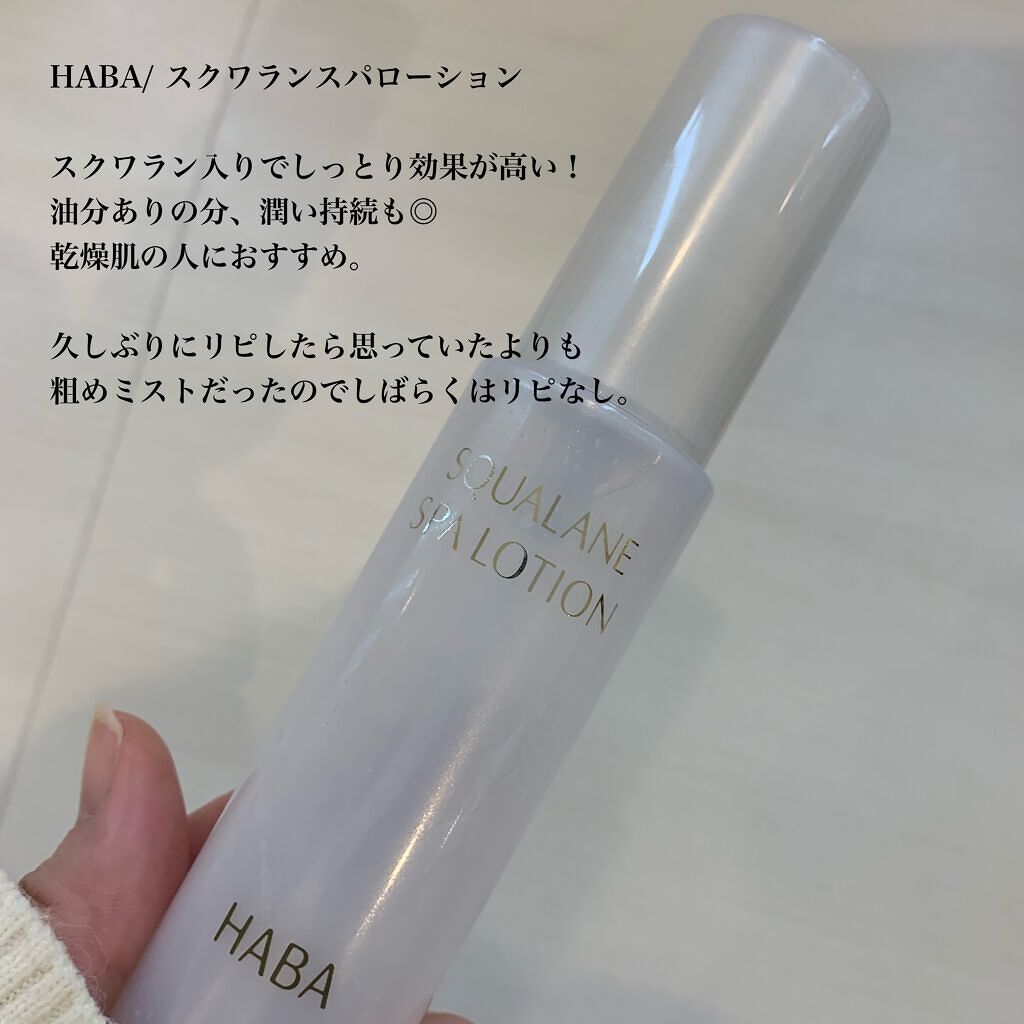 HABA/ スクワランスパローション
スクワラン入りでしっとり効果が高い！
油分ありの分、潤い持続も◎
乾燥肌の人におすすめ。
久しぶりにリピしたら思っていたよりも
粗めミストだったのでしばらくはリピなし。
SQUALANE
SPA LOTION
HABA